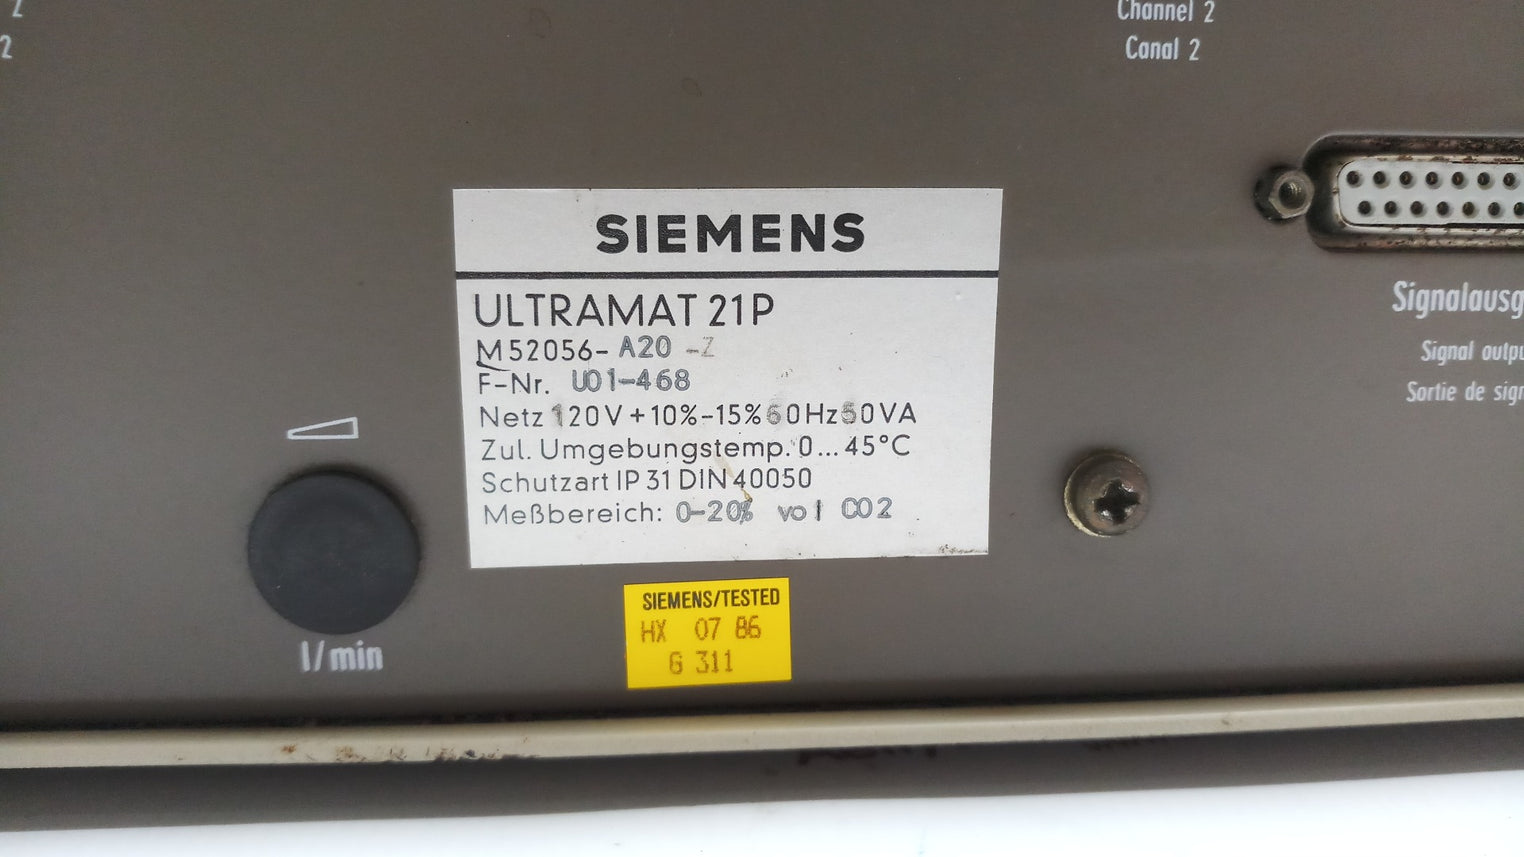 2
2
Channel 2
Canal 2
SIEMENS
ULTRAMAT 21P
M52056- A20 -Z
F-Nr. U01-468
Netz 120V +10%-15% 60Hz 50VA
Zul. Umgebungstemp. 0...45°C
Schutzart IP 31 DIN 40050
Meßbereich: 0-20% vol CO2
Signalausg
Signal outpu
Sortie de sign
l/min
SIEMENS/TESTED
HX 07 86
G 311